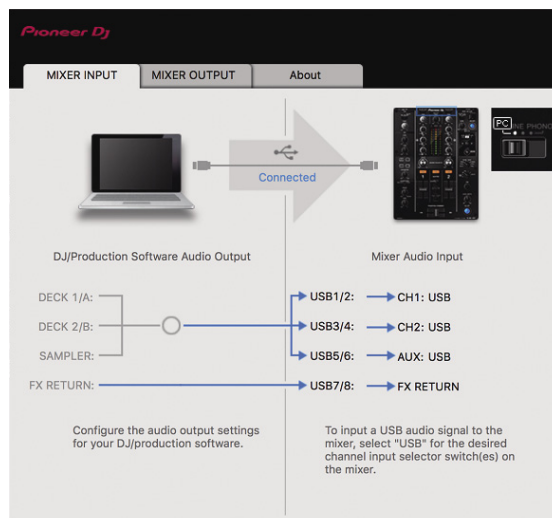 Pioneer Dj
MIXER INPUT
MIXER OUTPUT
About
PC
PHONO
Connected
DJ/Production Software Audio Output
Mixer Audio Input
DECK 1/A:
USB1/2:
CH1: USB
DECK 2/B:
USB3/4:
CH2: USB
SAMPLER:
USB5/6:
AUX: USB
FX RETURN:
USB7/8:
FX RETURN
Configure the audio output settings
for your DJ/production software.
To input a USB audio signal to the
mixer, select "USB" for the desired
channel input selector switch(es) on
the mixer.